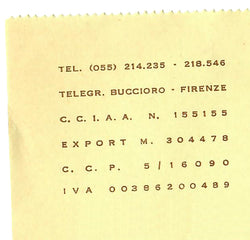 TEL. (055) 214.235 - 218.546
TELEGR. BUCCIORO - FIRENZE
C. C. I. A. A. N. 155155
EXPORT M. 304478
C. C. P. 5/16090
IVA 00386200489